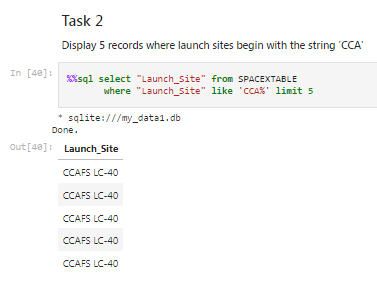 Task 2
Display 5 records where launch sites begin with the string 'CCA'
In [40]: %%sql select "Launch_Site" from SPACEXTABLE
where "Launch_Site" like 'CCA%' limit 5
* sqlite:///my_data1.db
Done.
Out[40]: Launch_Site
CCAFS LC-40
CCAFS LC-40
CCAFS LC-40
CCAFS LC-40
CCAFS LC-40